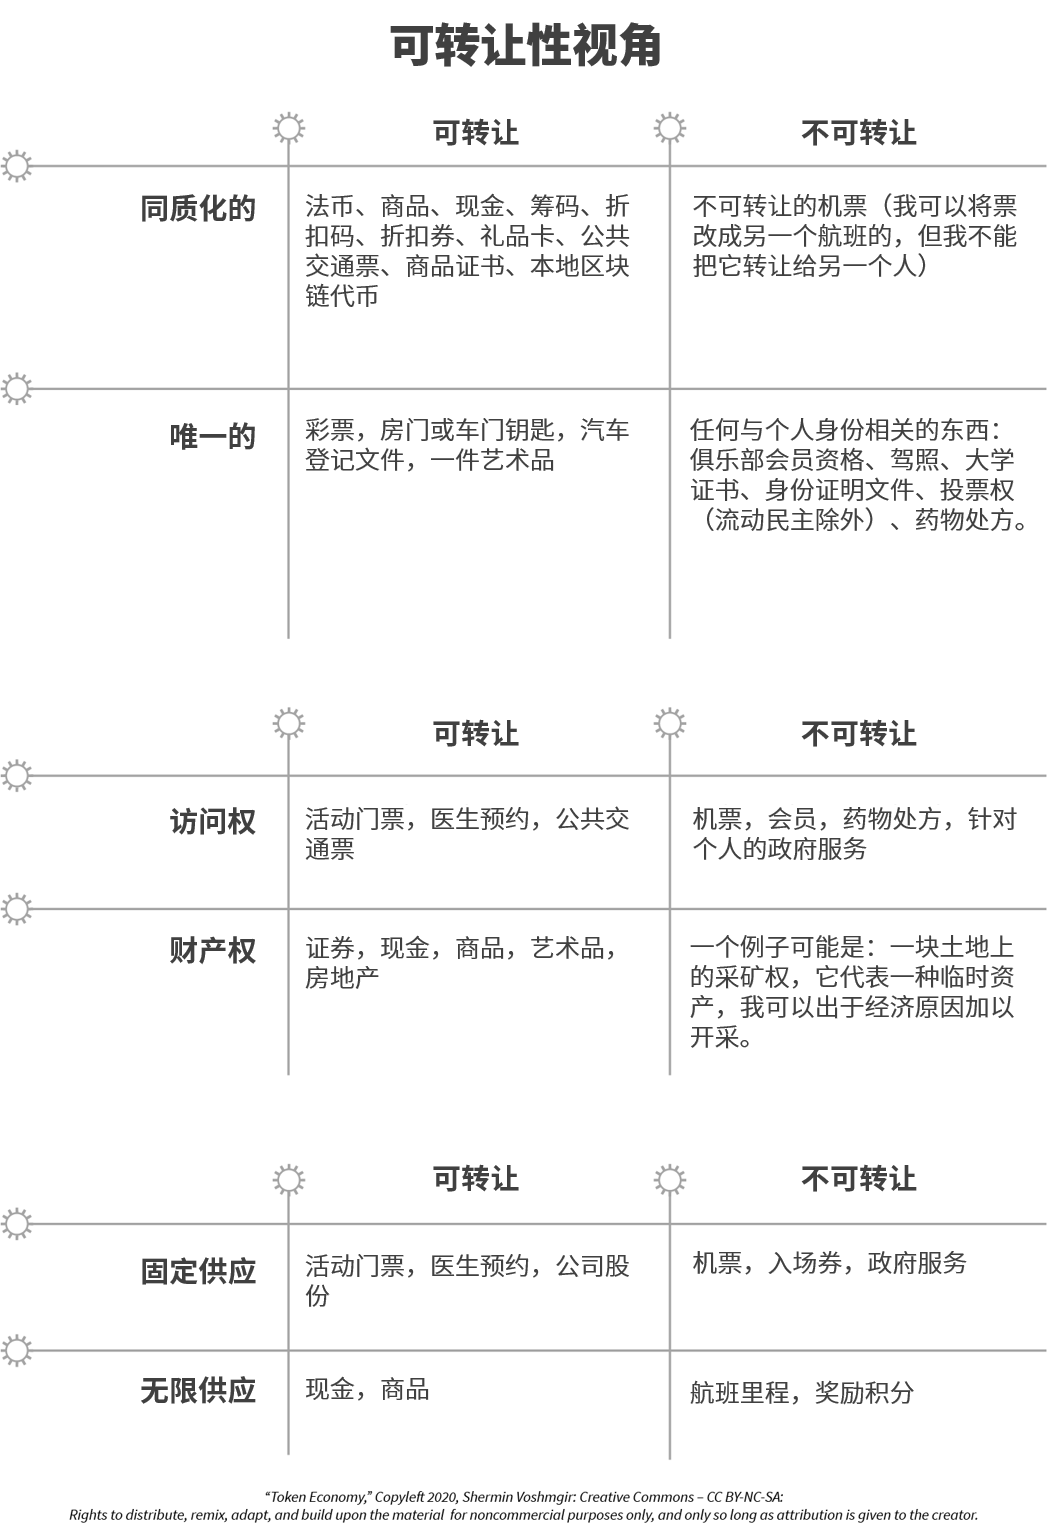 可转让性视角
可转让
不可转让
同质化的
法币、商品、现金、筹码、折
扣码、折扣券、礼品卡、公共
交通票、商品证书、本地区块
链代币
不可转让的机票（我可以将票
改成另一个航班的，但我不能
把它转让给另一个人）
唯一的
彩票，房门或车门钥匙，汽车
登记文件，一件艺术品
任何与个人身份相关的东西：
俱乐部会员资格、驾照、大学
证书、身份证明文件、投票权
（流动民主除外）、药物处方。
可转让
不可转让
访问权
活动门票，医生预约，公共交
通票
机票，会员，药物处方，针对
个人的政府服务
财产权
证券，现金，商品，艺术品，
房地产
一个例子可能是：一块土地上
的采矿权，它代表一种临时资
产，我可以出于经济原因加以
开采。
可转让
不可转让
固定供应
活动门票，医生预约，公司股
份
机票，入场券，政府服务
无限供应
现金，商品
航班里程，奖励积分
“Token Economy,” Copyleft 2020, Shermin Voshmgir: Creative Commons – CC BY-NC-SA:
Rights to distribute, remix, adapt, and build upon the material for noncommercial purposes only, and only so long as attribution is given to the creator.